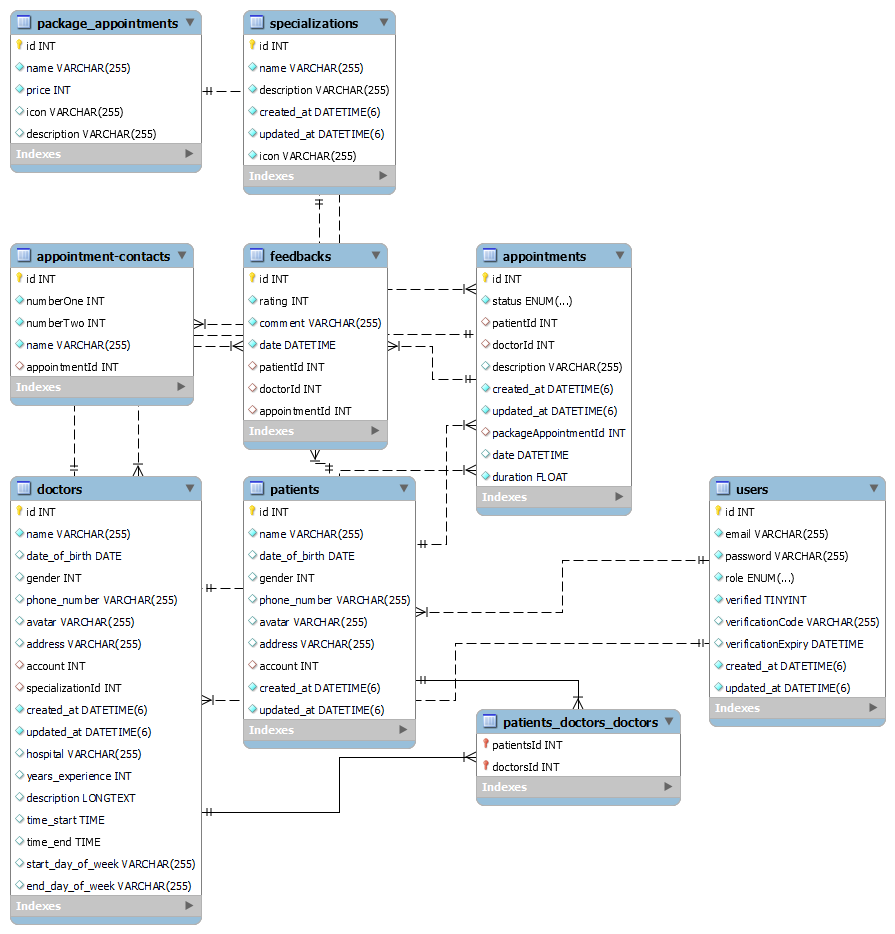 package_appointments
id INT
name VARCHAR(255)
price INT
icon VARCHAR(255)
description VARCHAR(255)
Indexes
specializations
id INT
name VARCHAR(255)
description VARCHAR(255)
created_at DATETIME(6)
updated_at DATETIME(6)
icon VARCHAR(255)
Indexes
appointment-contacts
id INT
numberOne INT
numberTwo INT
name VARCHAR(255)
appointmentId INT
Indexes
feedbacks
id INT
rating INT
comment VARCHAR(255)
date DATETIME
patientId INT
doctorId INT
appointmentId INT
Indexes
appointments
id INT
status ENUM(...)
patientId INT
doctorId INT
description VARCHAR(255)
created_at DATETIME(6)
updated_at DATETIME(6)
packageAppointmentId INT
date DATETIME
duration FLOAT
Indexes
doctors
id INT
name VARCHAR(255)
date_of_birth DATE
gender INT
phone_number VARCHAR(255)
avatar VARCHAR(255)
address VARCHAR(255)
account INT
specializationId INT
created_at DATETIME(6)
updated_at DATETIME(6)
hospital VARCHAR(255)
years_experience INT
description LONGTEXT
time_start TIME
time_end TIME
start_day_of_week VARCHAR(255)
end_day_of_week VARCHAR(255)
Indexes
patients
id INT
name VARCHAR(255)
date_of_birth DATE
gender INT
phone_number VARCHAR(255)
avatar VARCHAR(255)
address VARCHAR(255)
account INT
created_at DATETIME(6)
updated_at DATETIME(6)
Indexes
users
id INT
email VARCHAR(255)
password VARCHAR(255)
role ENUM(...)
verified TINYINT
verificationCode VARCHAR(255)
verificationExpiry DATETIME
created_at DATETIME(6)
updated_at DATETIME(6)
Indexes
patients_doctors_doctors
patientsId INT
doctorsId INT
Indexes